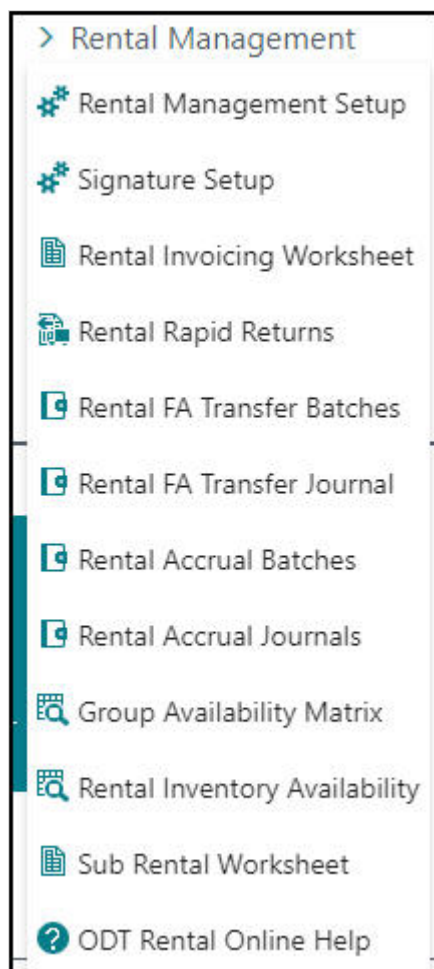 Rental Management
Rental Management Setup
Signature Setup
Rental Invoicing Worksheet
Rental Rapid Returns
Rental FA Transfer Batches
Rental FA Transfer Journal
Rental Accrual Batches
Rental Accrual Journals
Group Availability Matrix
Rental Inventory Availability
Sub Rental Worksheet
ODT Rental Online Help